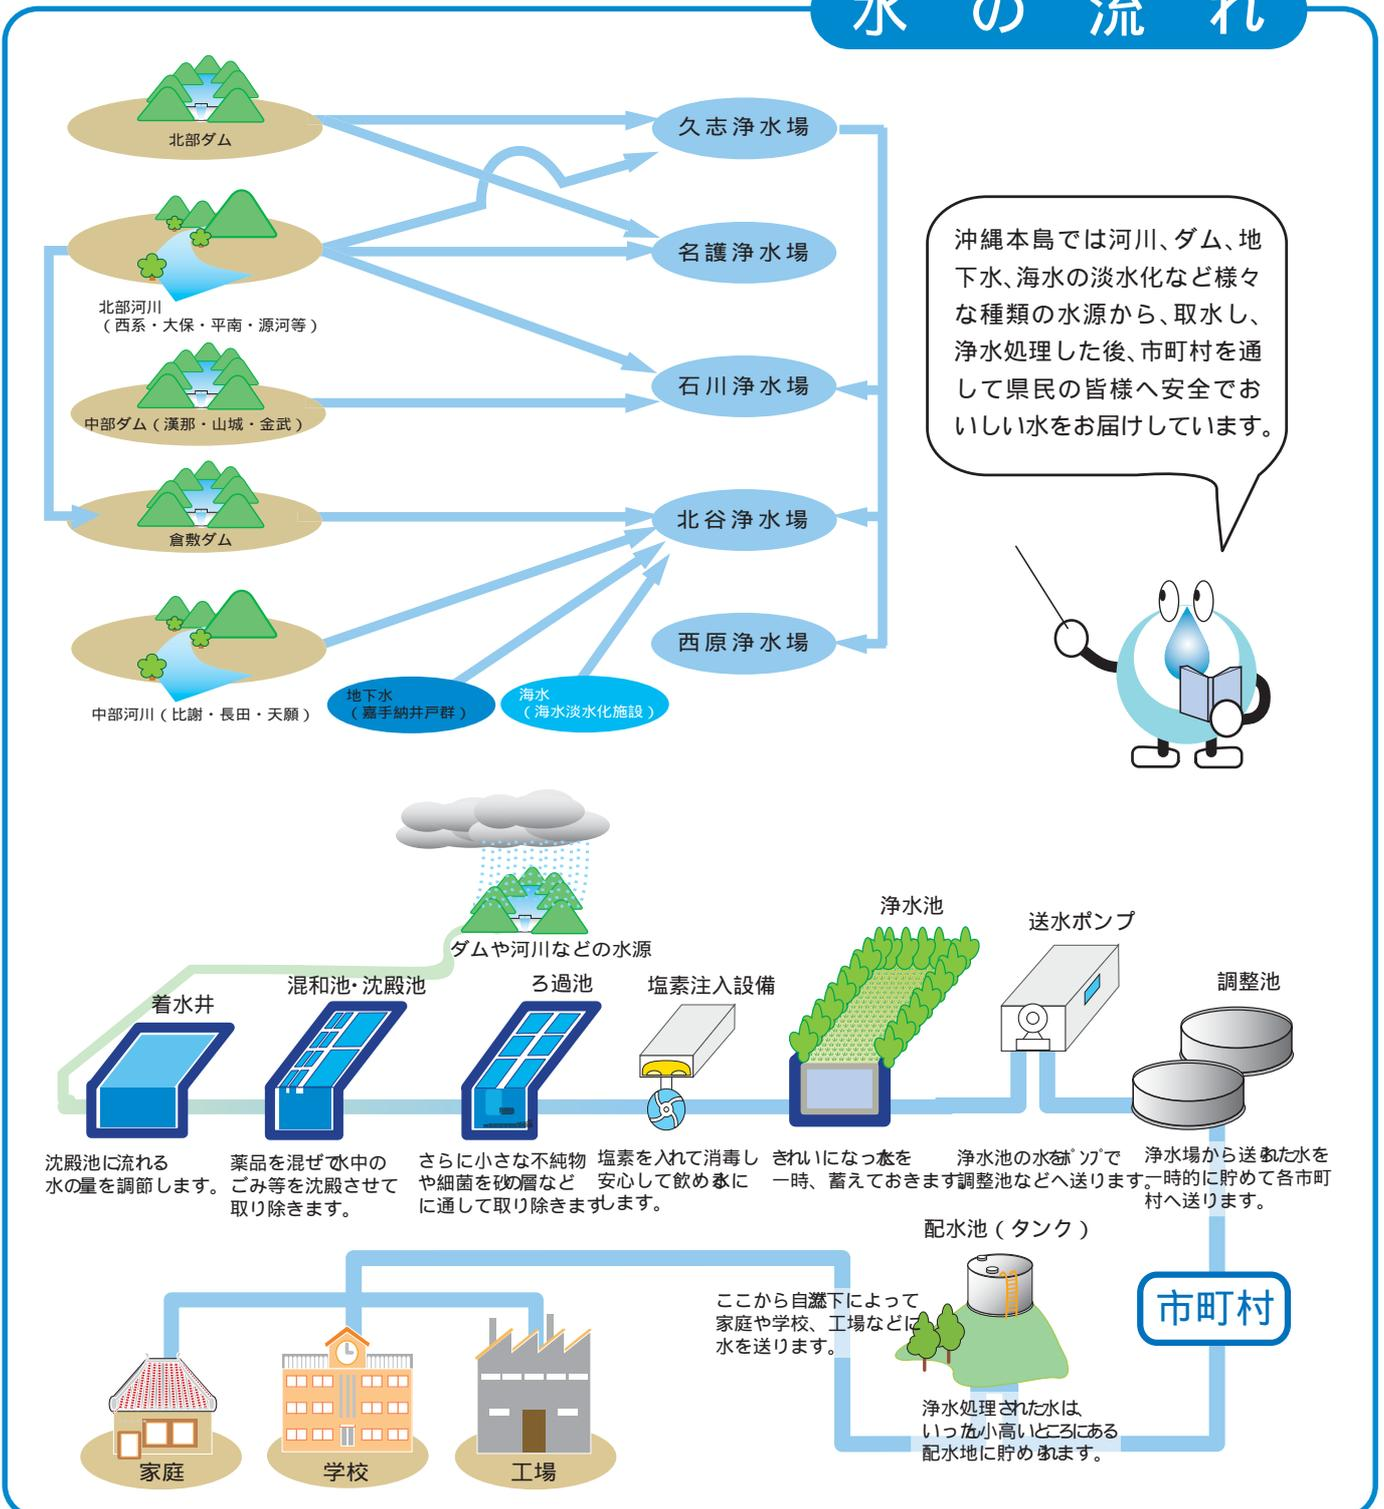 水の流れ
北部ダム
久志浄水場
北部河川
（西系・大保・平南・源河等）
名護浄水場
中部ダム（漢那・山城・金武）
石川浄水場
倉敷ダム
北谷浄水場
中部河川（比謝・長田・天願）
西原浄水場
地下水
（嘉手納井戸群）
海水
（海水淡水化施設）
沖縄本島では河川、ダム、地
下水、海水の淡水化など様々
な種類の水源から、取水し、
浄水処理した後、市町村を通
して県民の皆様へ安全でお
いしい水をお届けしています。
ダムや河川などの水源
着水井
沈殿池に流れる
水の量を調節します。
混和池・沈殿池
薬品を混ぜて水中の
ごみ等を沈殿させて
取り除きます。
ろ過池
さらに小さな不純物
や細菌を砂の層など
に通して取り除きます
塩素注入設備
塩素を入れて消毒し
安心して飲める水に
します。
浄水池
きれいになった水を
一時、蓄えておきます。
送水ポンプ
浄水池の水をポンプで
調整池などへ送ります。
調整池
浄水場から送られた水を
一時的に貯めて各市町
村へ送ります。
市町村
配水池（タンク）
浄水処理された水は、
いったん小高いところにある
配水地に貯められます。
ここから自然流下によって
家庭や学校、工場などに
水を送ります。
家庭
学校
工場